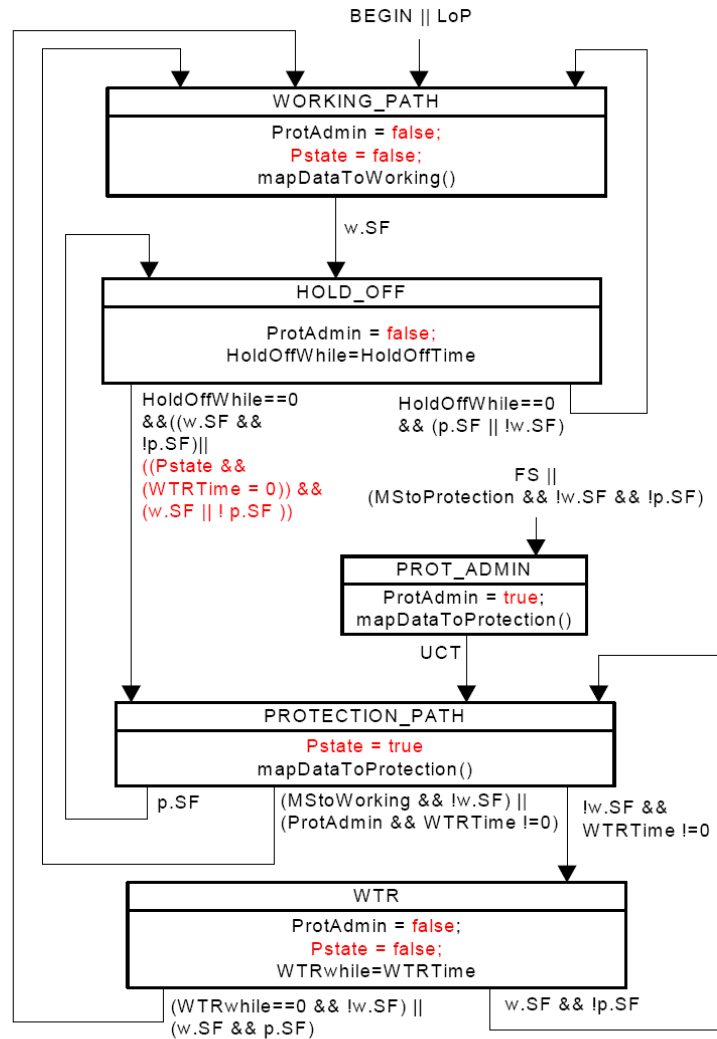 BEGIN || LoP
WORKING_PATH
ProtAdmin = false;
Pstate = false;
mapDataToWorking()
w.SF
HOLD_OFF
ProtAdmin = false;
HoldOffWhile=HoldOffTime
HoldOffWhile==0
&&((w.SF &&
!p.SF)||
((Pstate &&
(WTRTime = 0)) &&
(w.SF || ! p.SF ))
HoldOffWhile==0
&& (p.SF || !w.SF)
FS ||
(MStoProtection && !w.SF && !p.SF)
PROT_ADMIN
ProtAdmin = true;
mapDataToProtection()
UCT
PROTECTION_PATH
Pstate = true
mapDataToProtection()
p.SF
(MStoWorking && !w.SF) ||
(ProtAdmin && WTRTime !=0)
!w.SF &&
WTRTime !=0
WTR
ProtAdmin = false;
Pstate = false;
WTRwhile=WTRTime
(WTRwhile==0 && !w.SF) ||
(w.SF && p.SF)
w.SF && !p.SF